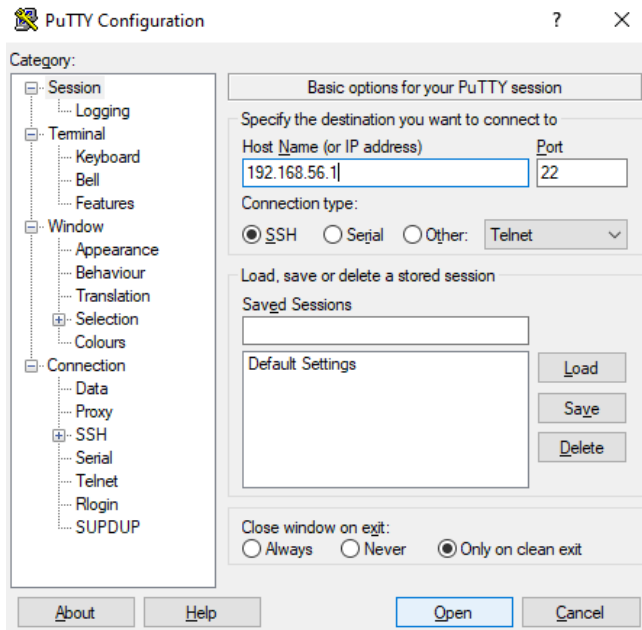 PuTTY Configuration
? X
Category:
Session
Logging
Terminal
Keyboard
Bell
Features
Window
Appearance
Behaviour
Translation
Selection
Colours
Connection
Data
Proxy
SSH
Serial
Telnet
Rlogin
SUPDUP
Basic options for your PuTTY session
Specify the destination you want to connect to
Host Name (or IP address) Port
192.168.56.1 22
Connection type:
SSH Serial Other: Telnet
Load, save or delete a stored session
Saved Sessions
Default Settings
Load
Save
Delete
Close window on exit:
Always Never Only on clean exit
About Help Open Cancel